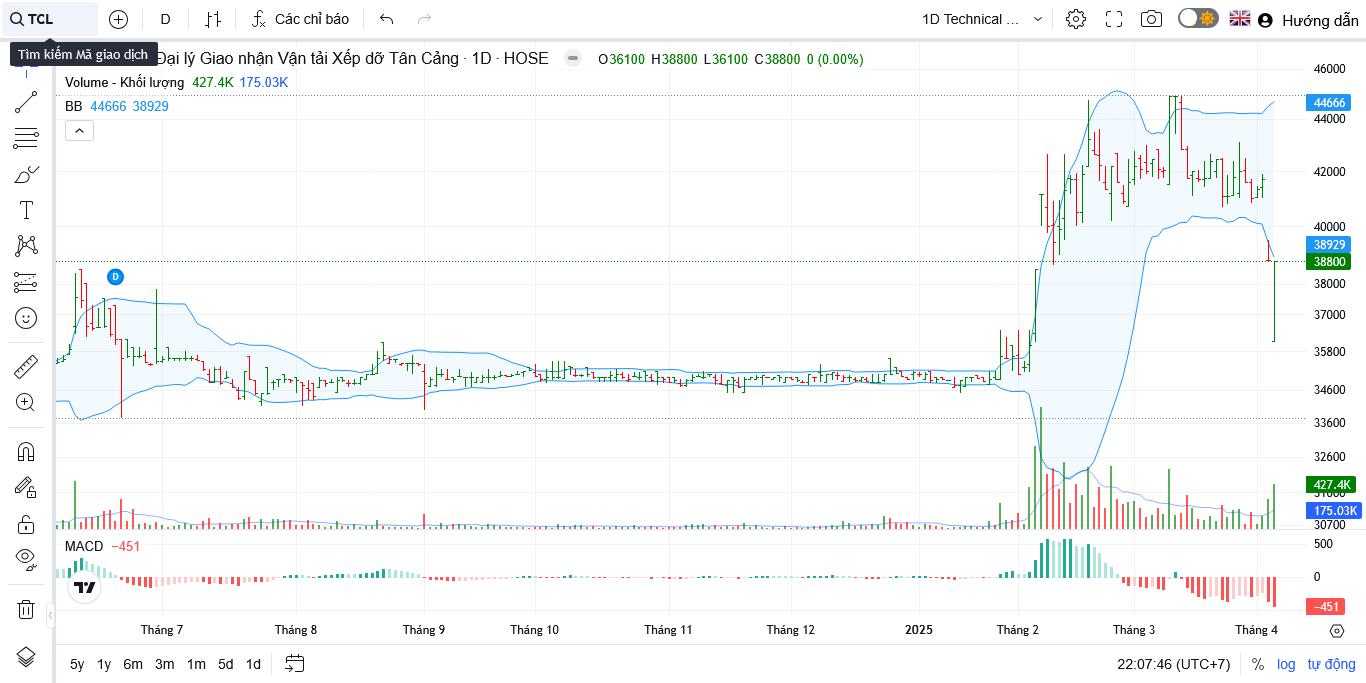 TCL
D
Các chỉ báo
1D Technical ...
Hướng dẫn
Tìm kiếm Mã giao dịch
Đại lý Giao nhận Vận tải Xếp dỡ Tân Cảng · 1D · HOSE
O36100 H38800 L36100 C38800 0 (0.00%)
Volume - Khối lượng 427.4K 175.03K
BB 44666 38929
D
46000
44666
44000
42000
40000
38929
38800
38000
37000
35800
34600
33600
32600
427.4K
31000
175.03K
30700
MACD −451
500
0
−451
Tháng 7
Tháng 8
Tháng 9
Tháng 10
Tháng 11
Tháng 12
2025
Tháng 2
Tháng 3
Tháng 4
5y 1y 6m 3m 1m 5d 1d
22:07:46 (UTC+7)
% log tự động